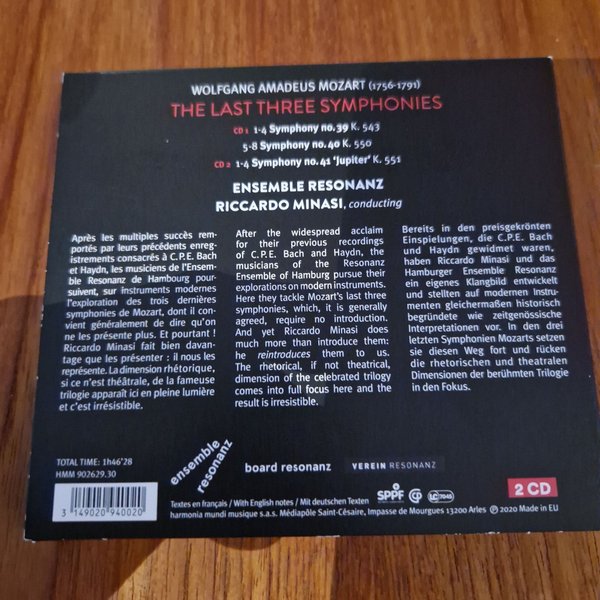 WOLFGANG AMADEUS MOZART (1756-1791)
THE LAST THREE SYMPHONIES
CD 1 1-4 Symphony no.39 K. 543
5-8 Symphony no.40 K. 550
CD 2 1-4 Symphony no.41 'Jupiter' K. 551
ENSEMBLE RESONANZ
RICCARDO MINASI, conducting
Après les multiples succès rem-
portés par leurs précédents enreg-
istrements consacrés à C.P.E. Bach
et Haydn, les musiciens de l'Ensem-
ble Resonanz de Hambourg pour-
suivent, sur instruments modernes
l'exploration des trois dernières
symphonies de Mozart, dont il con-
vient généralement de dire qu'on
ne les présente plus. Et pourtant !
Riccardo Minasi fait bien davan-
tage que les présenter : il nous les
représente. La dimension rhétorique,
si ce n'est théâtrale, de la fameuse
trilogie apparaît ici en pleine lumière
et c'est irrésistible.
After the widespread acclaim
for their previous recordings
of C.P.E. Bach and Haydn, the
musicians of the Resonanz
Ensemble of Hamburg pursue their
explorations on modern instruments.
Here they tackle Mozart's last three
symphonies, which, it is generally
agreed, require no introduction.
And yet Riccardo Minasi does
much more than introduce them:
he reintroduces them to us.
The rhetorical, if not theatrical,
dimension of the celebrated trilogy
comes into full focus here and the
result is irresistible.
Bereits in den preisgekrönten
Einspielungen, die C.P.E. Bach
und Haydn gewidmet waren,
haben Riccardo Minasi und das
Hamburger Ensemble Resonanz
ein eigenes Klangbild entwickelt
und stellten auf modernen Instru-
menten gleichermaßen historisch
begründete wie zeitgenössische
Interpretationen vor. In den drei
letzten Symphonien Mozarts setzen
sie diesen Weg fort und rücken
die rhetorischen und theatralen
Dimensionen der berühmten Trilogie
in den Fokus.
TOTAL TIME: 1h46'28
HMM 902629.30
ensemble
resonanz
board resonanz
VEREIN RESONANZ
3 149020 940020
Textes en français / With English notes / Mit deutschen Texten
SPPF
LC 7045
2 CD
harmonia mundi musique s.a.s. Médiapôle Saint-Césaire, Impasse de Mourgues 13200 Arles ℗ 2020 Made in EU